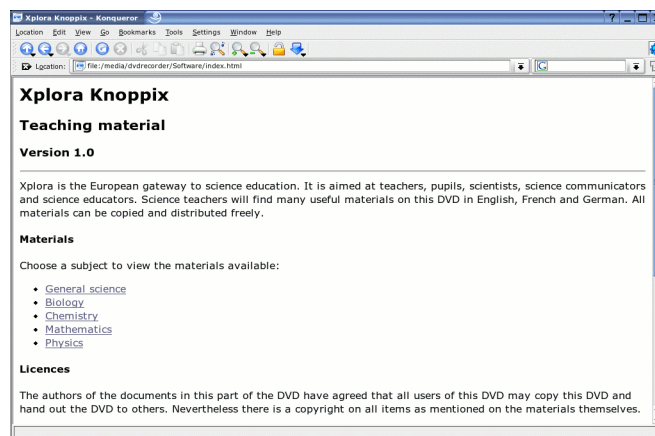 Xplora Knoppix - Konqueror
Location Edit View Go Bookmarks Tools Settings Window Help
Location: file:/media/dvdrecorder/Software/index.html
Xplora Knoppix
Teaching material
Version 1.0
Xplora is the European gateway to science education. It is aimed at teachers, pupils, scientists, science communicators
and science educators. Science teachers will find many useful materials on this DVD in English, French and German. All
materials can be copied and distributed freely.
Materials
Choose a subject to view the materials available:
General science
Biology
Chemistry
Mathematics
Physics
Licences
The authors of the documents in this part of the DVD have agreed that all users of this DVD may copy this DVD and
hand out the DVD to others. Nevertheless there is a copyright on all items as mentioned on the materials themselves.